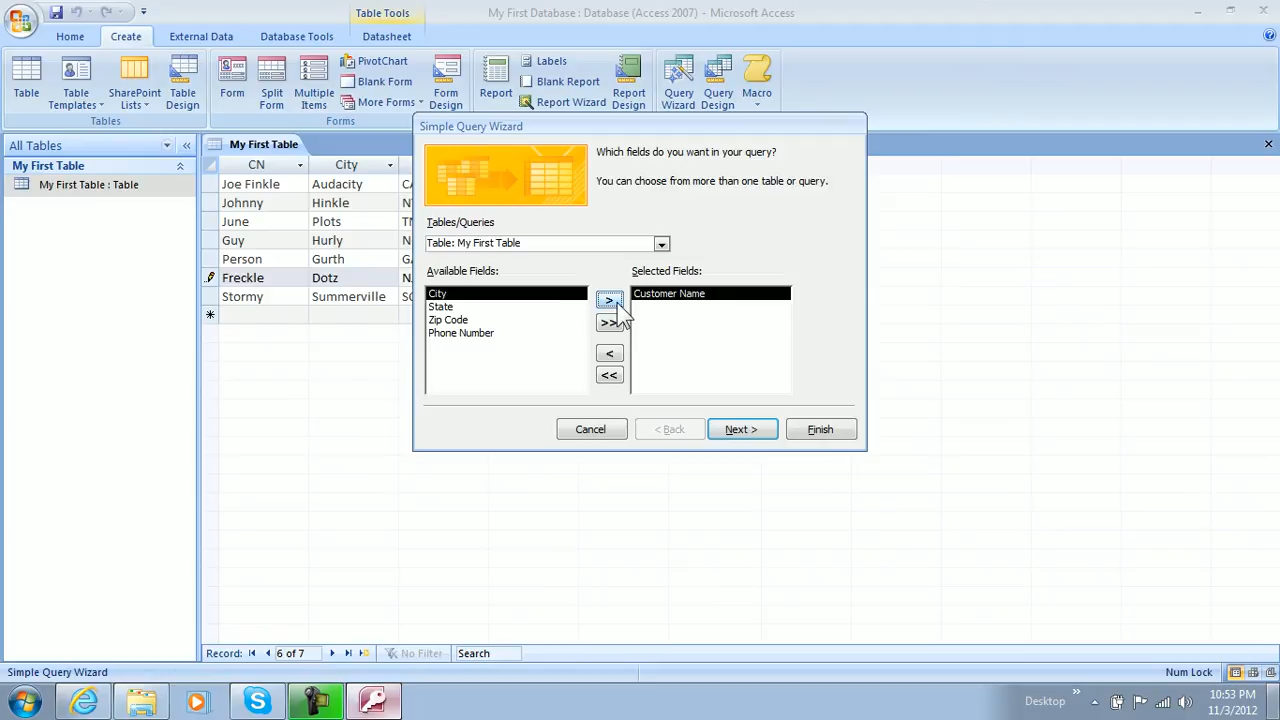 Table Tools
My First Database : Database (Access 2007) - Microsoft Access
Home
Create
External Data
Database Tools
Datasheet
Table
Table Templates
SharePoint Lists
Table Design
Tables
Form
Split Form
Multiple Items
PivotChart
Blank Form
More Forms
Form Design
Forms
Report
Labels
Blank Report
Report Wizard
Report Design
Query Wizard
Query Design
Macro
All Tables
My First Table
My First Table : Table
My First Table
CN City
Joe Finkle Audacity
Johnny Hinkle
June Plots TN
Guy Hurly
Person Gurth
Freckle Dotz
Stormy Summerville
Simple Query Wizard
Which fields do you want in your query?
You can choose from more than one table or query.
Tables/Queries
Table: My First Table
Available Fields:
City
State
Zip Code
Phone Number
>
>>
<
<<
Selected Fields:
Customer Name
Cancel
< Back
Next >
Finish
Record: 6 of 7 No Filter Search
Simple Query Wizard
Num Lock
Desktop
10:53 PM
11/3/2012